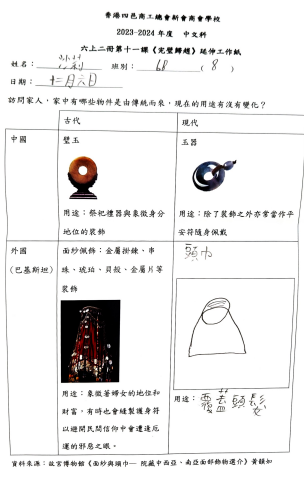 香港四邑商工總會新會商會學校
2023-2024 年度 中文科
六上二冊第十一課《完璧歸趙》延伸工作紙
姓名： 班別：6B ( 8 )
日期：十二月六日
訪問家人，家中有哪些物件是由傳統而來，現在的用途有沒有變化？
古代 現代
中國 璧玉 玉器
用途：祭祀禮器與象徵身分地位的裝飾
用途：除了裝飾之外亦常當作平安符隨身佩戴
外國（巴基斯坦）
面紗佩飾：金屬掛鍊、串珠、琥珀、貝殼、金屬片等裝飾
頭巾
用途：象徵著婦女的地位和財富，有時也會縫製護身符以避開民間信仰中會遭逢厄運的邪惡之眼。
用途：覆蓋頭髮
資料來源：故宮博物館《面紗與頭巾— 院藏中西亞、南亞面部飾物選介》黃韻如